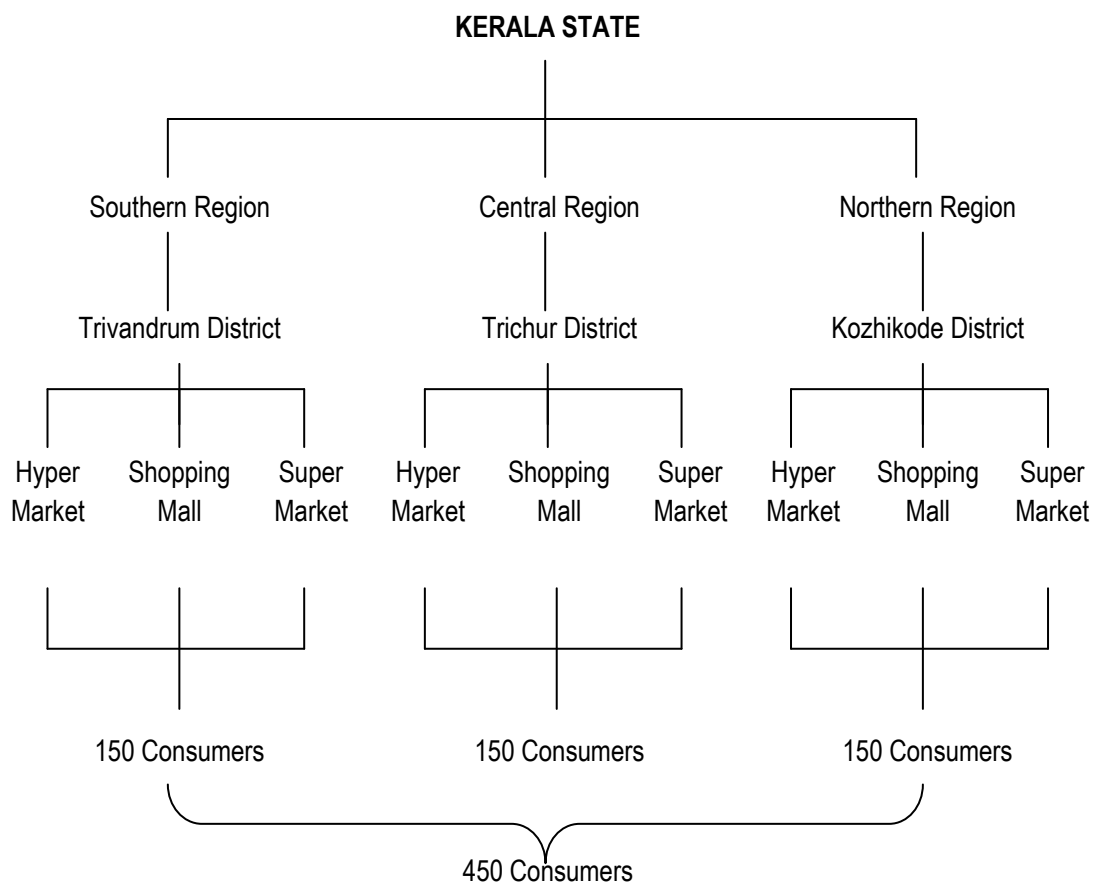 KERALA STATE
Southern Region
Central Region
Northern Region
Trivandrum District
Trichur District
Kozhikode District
Hyper
Market
Shopping
Mall
Super
Market
Hyper
Market
Shopping
Mall
Super
Market
Hyper
Market
Shopping
Mall
Super
Market
150 Consumers
150 Consumers
150 Consumers
450 Consumers